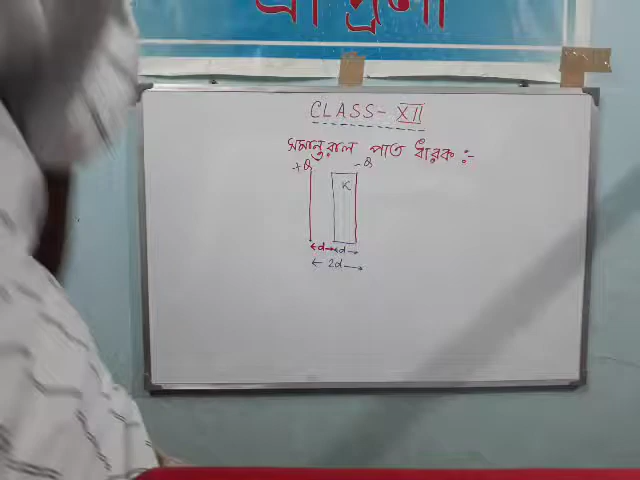 CLASS-XII
সমান্তরাল পাত ধারক :-
+Q -Q
K
d d
2d